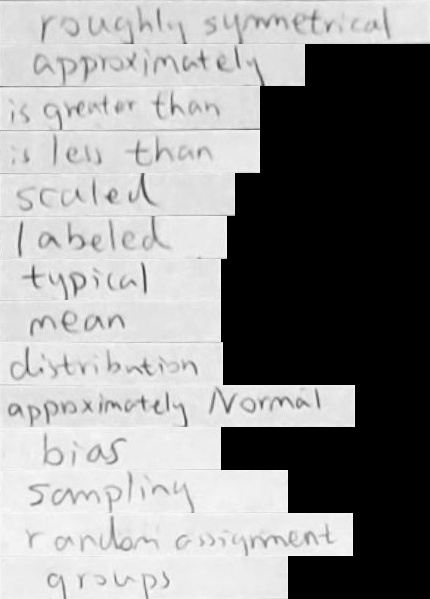 roughly symmetrical
approximately
is greater than
is less than
scaled
labeled
typical
mean
distribution
approximately Normal
bias
sampling
random assignment
groups